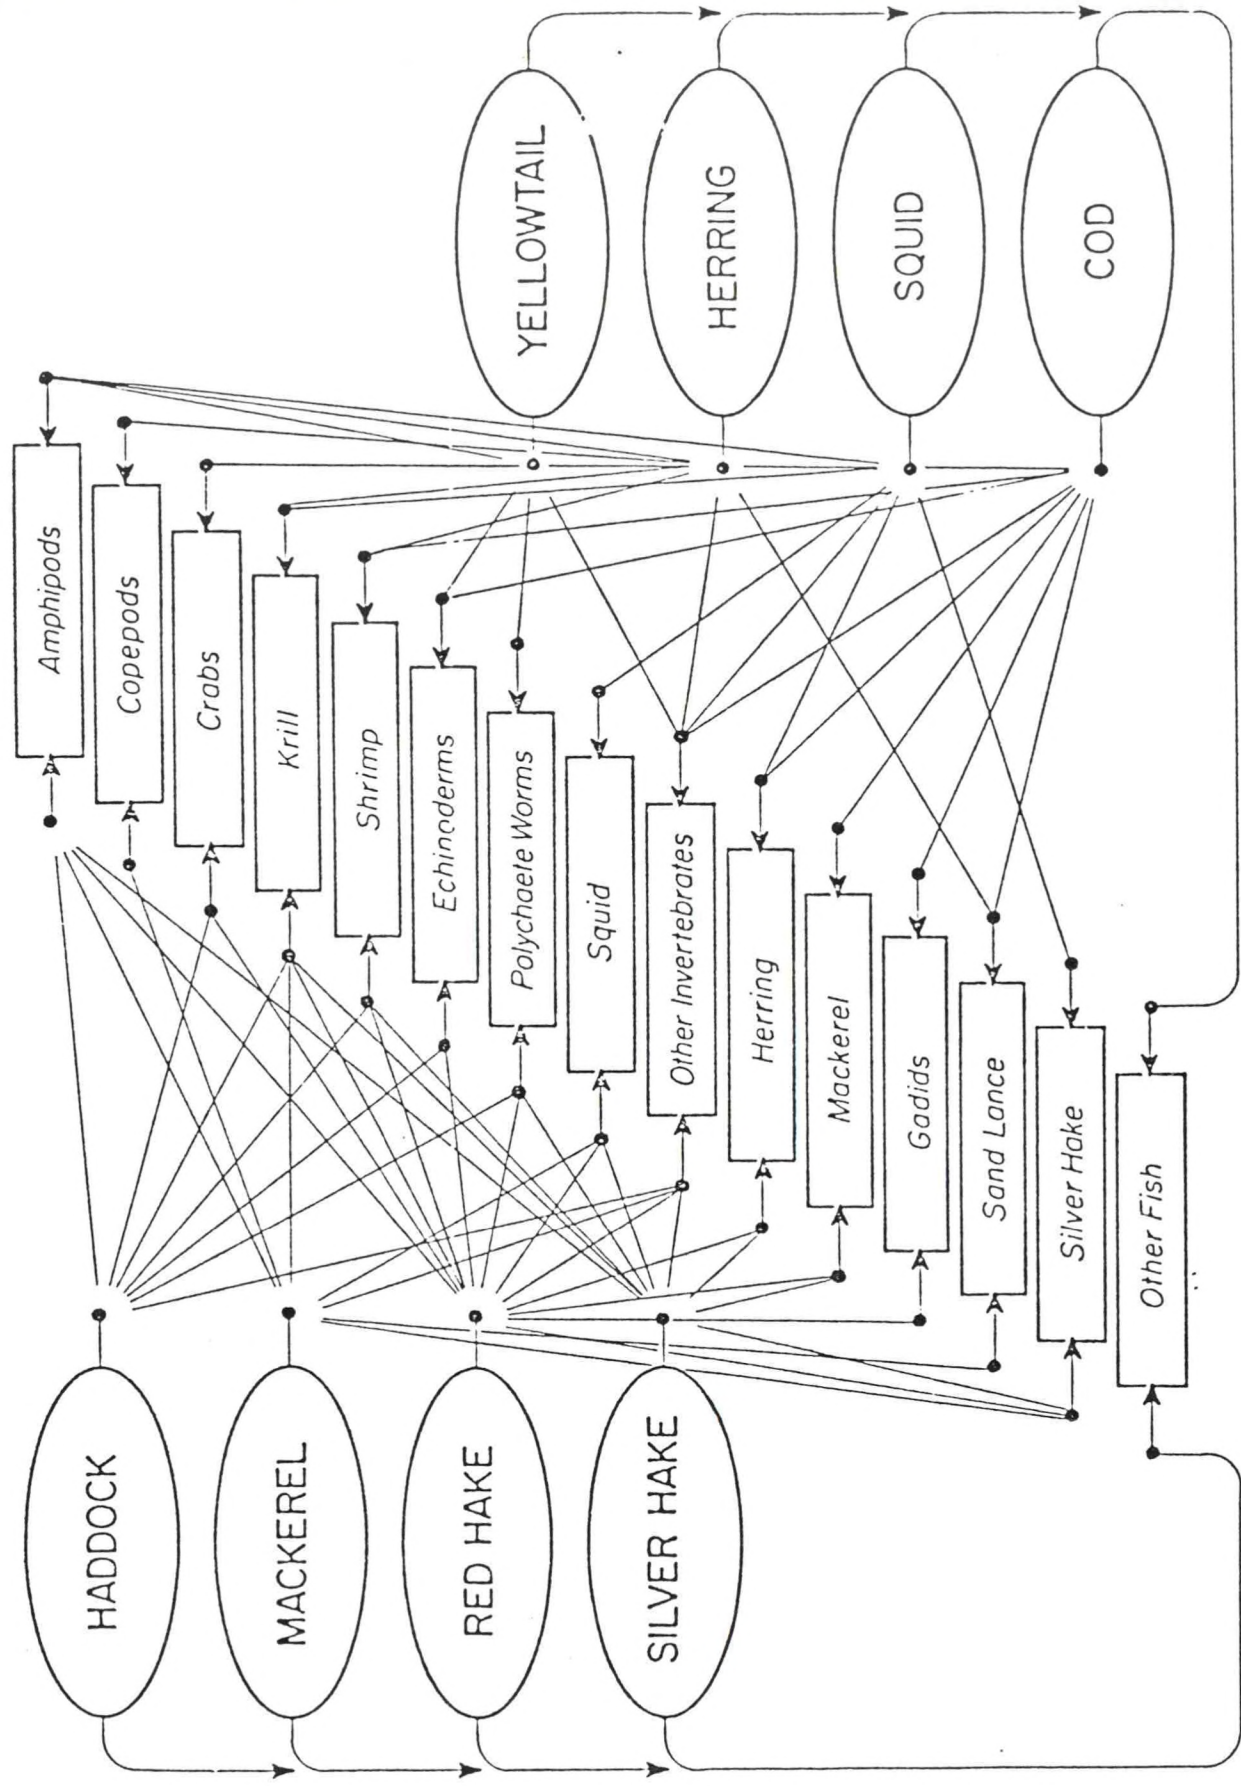 HADDOCK
MACKEREL
RED HAKE
SILVER HAKE
Amphipods
Copepods
Crabs
Krill
Shrimp
Echinoderms
Polychaete Worms
Squid
Other Invertebrates
Herring
Mackerel
Gadids
Sand Lance
Silver Hake
Other Fish
YELLOWTAIL
HERRING
SQUID
COD